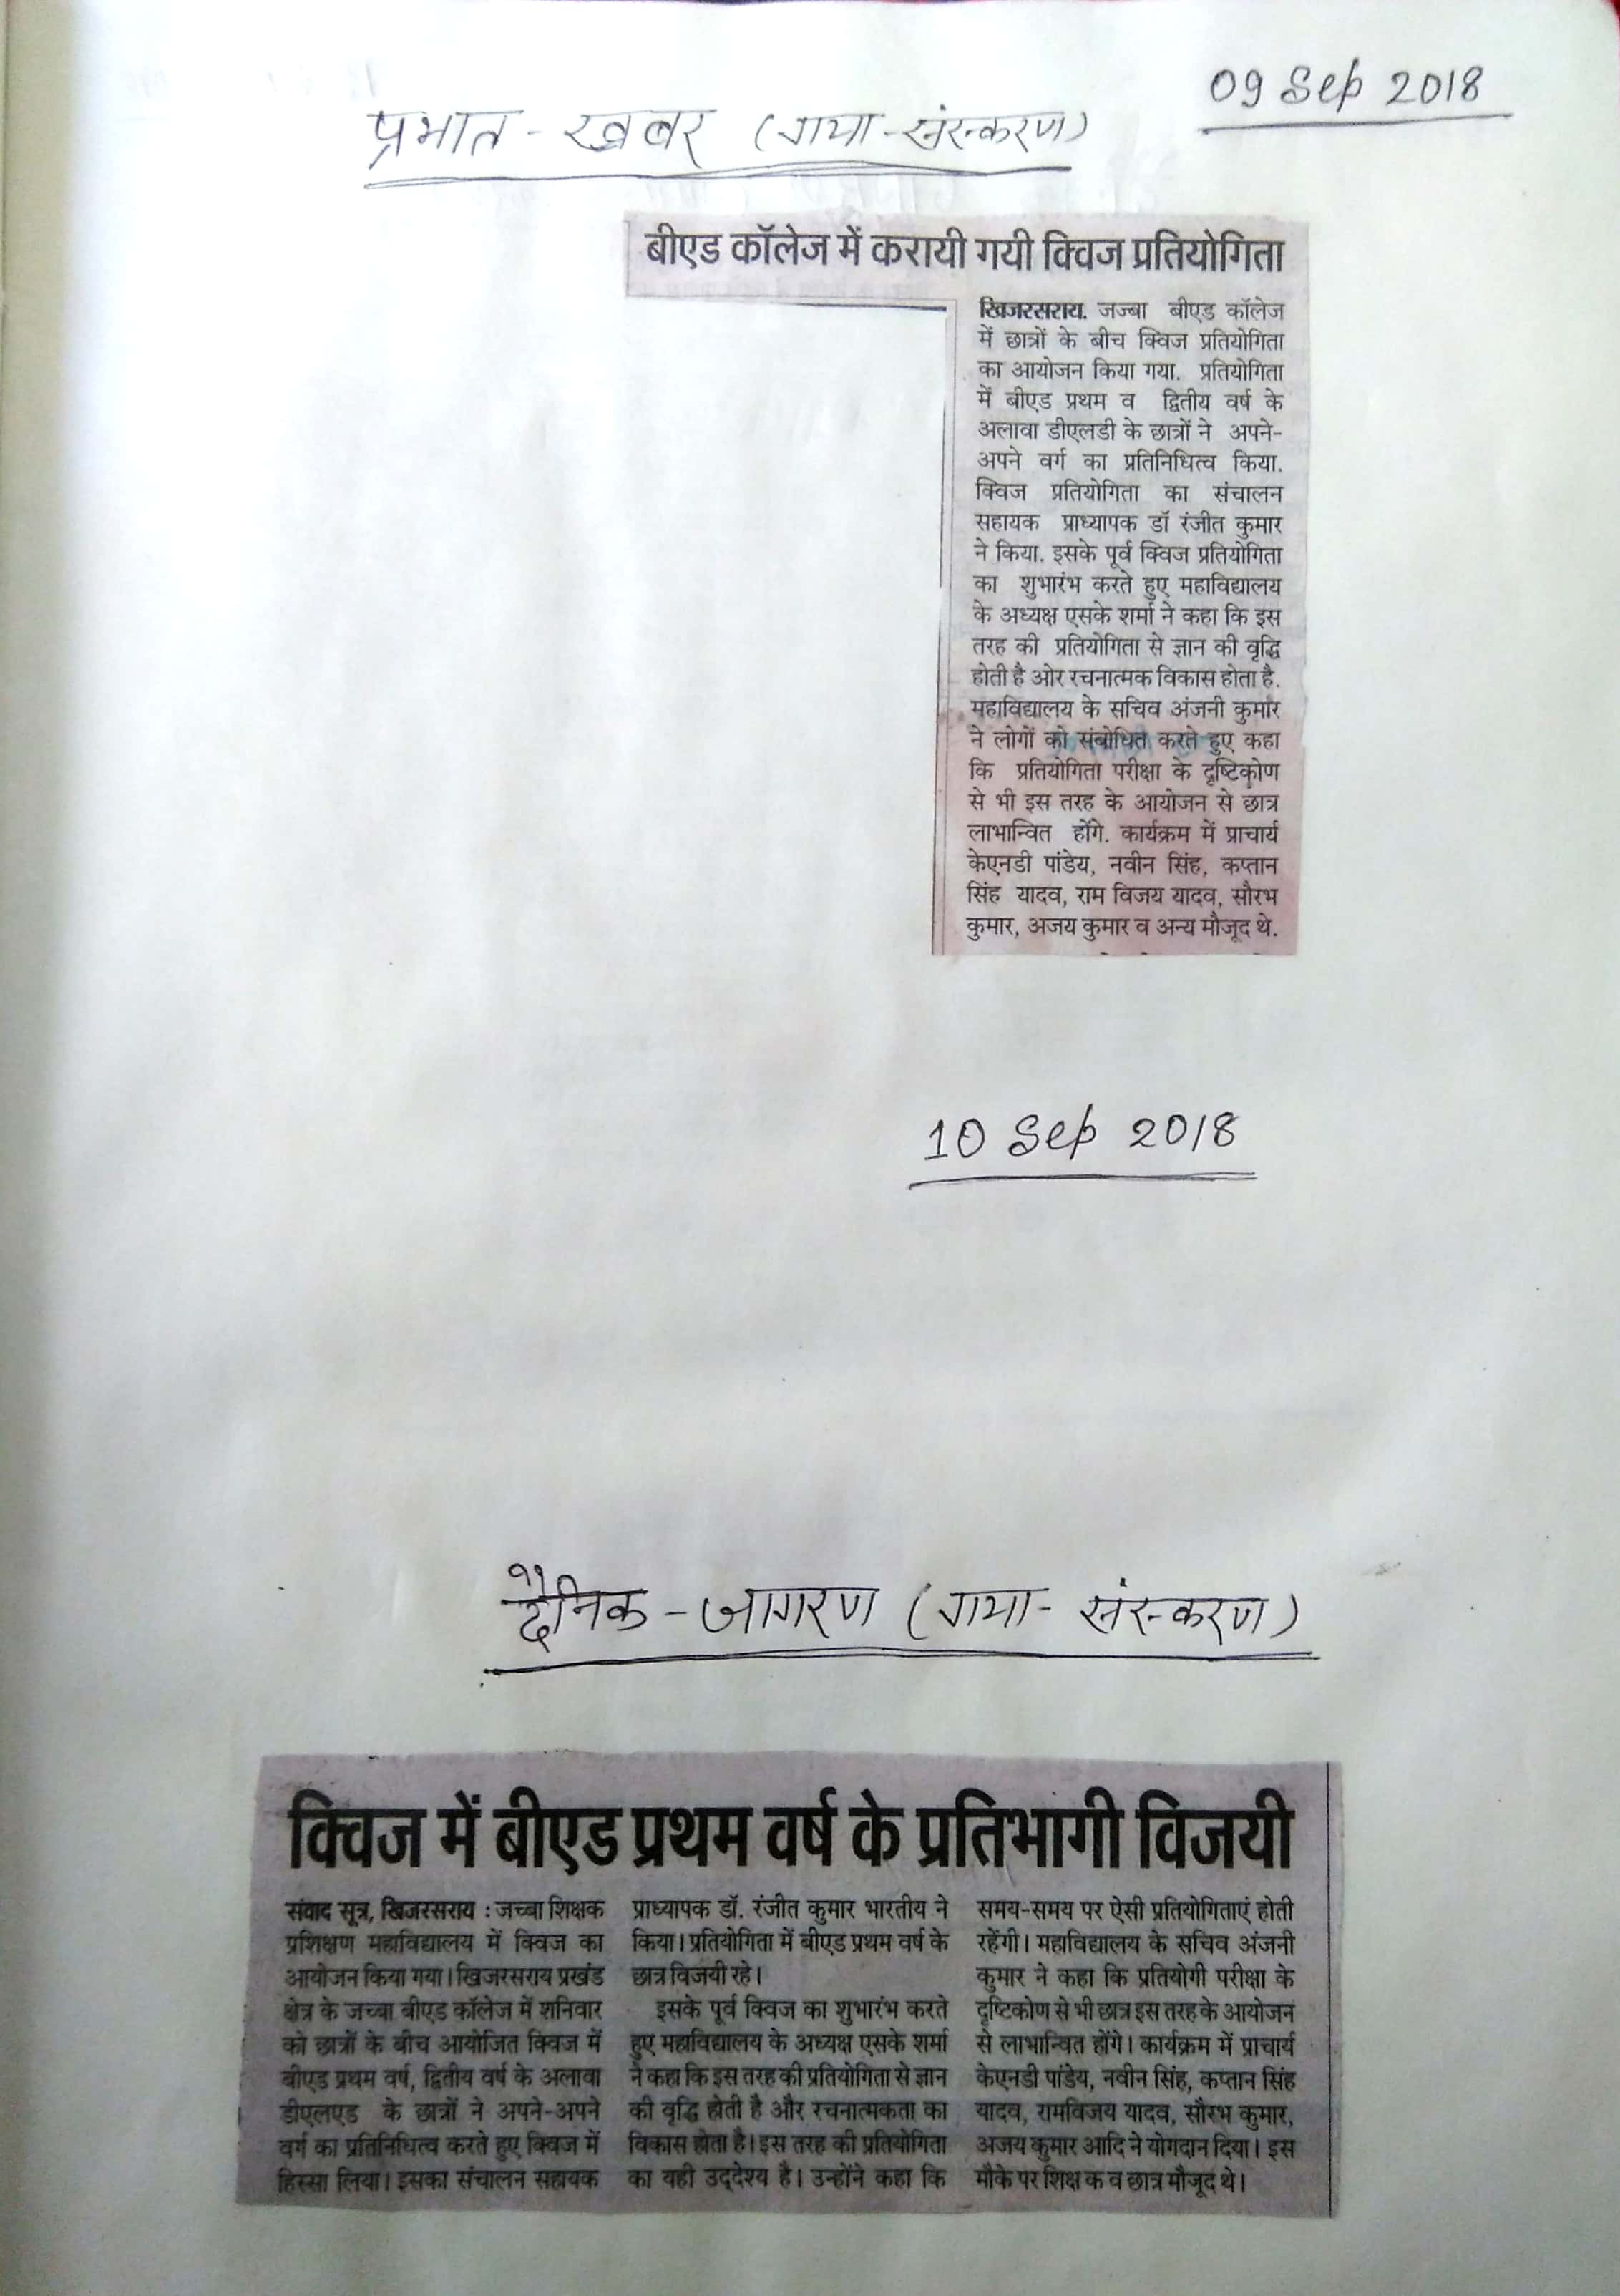 09 Sep 2018
प्रभात - खबर (गया - संस्करण)
बीएड कॉलेज में करायी गयी क्विज प्रतियोगिता
खिजरसराय. जज्बा बीएड कॉलेज
में छात्रों के बीच क्विज प्रतियोगिता
का आयोजन किया गया. प्रतियोगिता
में बीएड प्रथम व द्वितीय वर्ष के
अलावा डीएलडी के छात्रों ने अपने-
अपने वर्ग का प्रतिनिधित्व किया.
क्विज प्रतियोगिता का संचालन
सहायक प्राध्यापक डॉ रंजीत कुमार
ने किया. इसके पूर्व क्विज प्रतियोगिता
का शुभारंभ करते हुए महाविद्यालय
के अध्यक्ष एसके शर्मा ने कहा कि इस
तरह की प्रतियोगिता से ज्ञान की वृद्धि
होती है ओर रचनात्मक विकास होता है.
महाविद्यालय के सचिव अंजनी कुमार
ने लोगों को संबोधित करते हुए कहा
कि प्रतियोगिता परीक्षा के दृष्टिकोण
से भी इस तरह के आयोजन से छात्र
लाभान्वित होंगे. कार्यक्रम में प्राचार्य
केएनडी पांडेय, नवीन सिंह, कप्तान
सिंह यादव, राम विजय यादव, सौरभ
कुमार, अजय कुमार व अन्य मौजूद थे.
10 Sep 2018
दैनिक - जागरण (गया - संस्करण)
क्विज में बीएड प्रथम वर्ष के प्रतिभागी विजयी
संवाद सूत्र, खिजरसराय : जच्बा शिक्षक
प्रशिक्षण महाविद्यालय में क्विज का
आयोजन किया गया। खिजरसराय प्रखंड
क्षेत्र के जच्बा बीएड कॉलेज में शनिवार
को छात्रों के बीच आयोजित क्विज में
बीएड प्रथम वर्ष, द्वितीय वर्ष के अलावा
डीएलएड के छात्रों ने अपने-अपने
वर्ग का प्रतिनिधित्व करते हुए क्विज में
हिस्सा लिया। इसका संचालन सहायक
प्राध्यापक डॉ. रंजीत कुमार भारतीय ने
किया। प्रतियोगिता में बीएड प्रथम वर्ष के
छात्र विजयी रहे।
इसके पूर्व क्विज का शुभारंभ करते
हुए महाविद्यालय के अध्यक्ष एसके शर्मा
ने कहा कि इस तरह की प्रतियोगिता से ज्ञान
की वृद्धि होती है और रचनात्मकता का
विकास होता है। इस तरह की प्रतियोगिता
का यही उद्देश्य है। उन्होंने कहा कि
समय-समय पर ऐसी प्रतियोगिताएं होती
रहेंगी। महाविद्यालय के सचिव अंजनी
कुमार ने कहा कि प्रतियोगी परीक्षा के
दृष्टिकोण से भी छात्र इस तरह के आयोजन
से लाभान्वित होंगे। कार्यक्रम में प्राचार्य
केएनडी पांडेय, नवीन सिंह, कप्तान सिंह
यादव, रामविजय यादव, सौरभ कुमार,
अजय कुमार आदि ने योगदान दिया। इस
मौके पर शिक्षक व छात्र मौजूद थे।